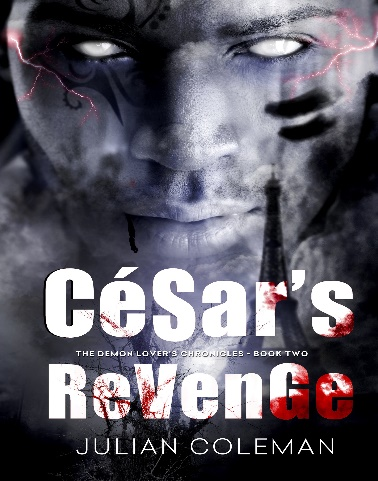 CéSar's
THE DEMON LOVER'S CHRONICLES - BOOK TWO
ReVenGe
JULIAN COLEMAN